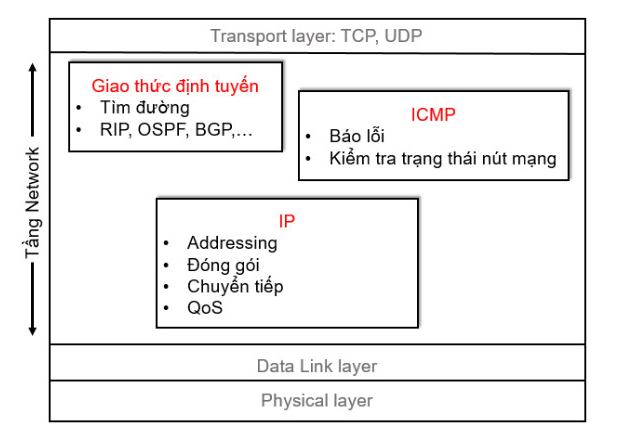 Transport layer: TCP, UDP
Tầng Network
Giao thức định tuyến
• Tìm đường
• RIP, OSPF, BGP,...
ICMP
• Báo lỗi
• Kiểm tra trạng thái nút mạng
IP
• Addressing
• Đóng gói
• Chuyển tiếp
• QoS
Data Link layer
Physical layer